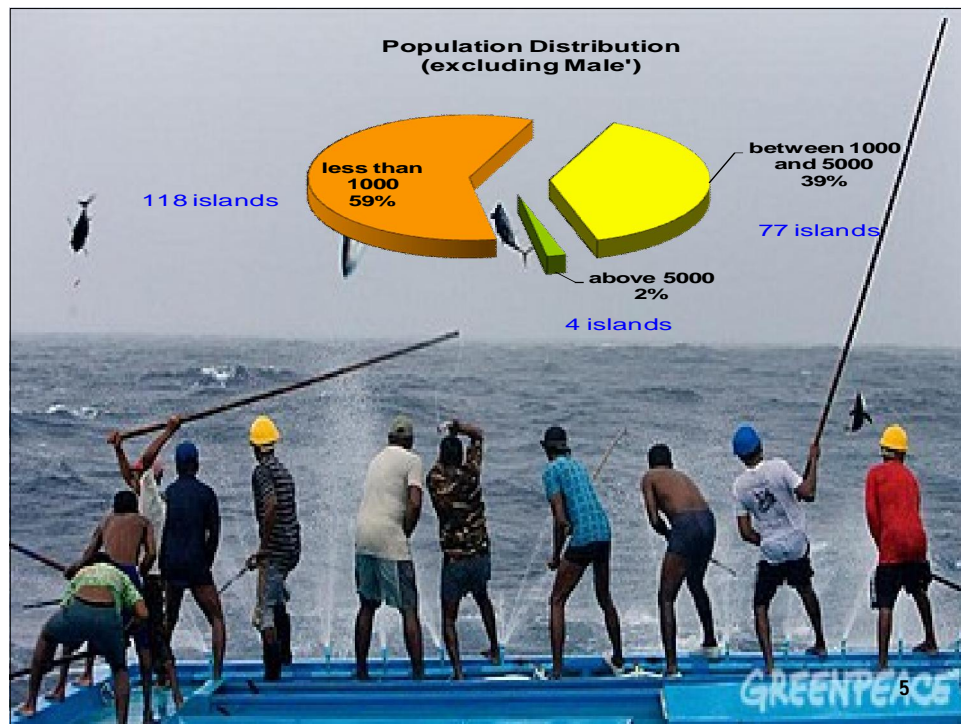 Population Distribution
(excluding Male')
less than
1000
59%
118 islands
between 1000
and 5000
39%
77 islands
above 5000
2%
4 islands
GREENPEACE
5